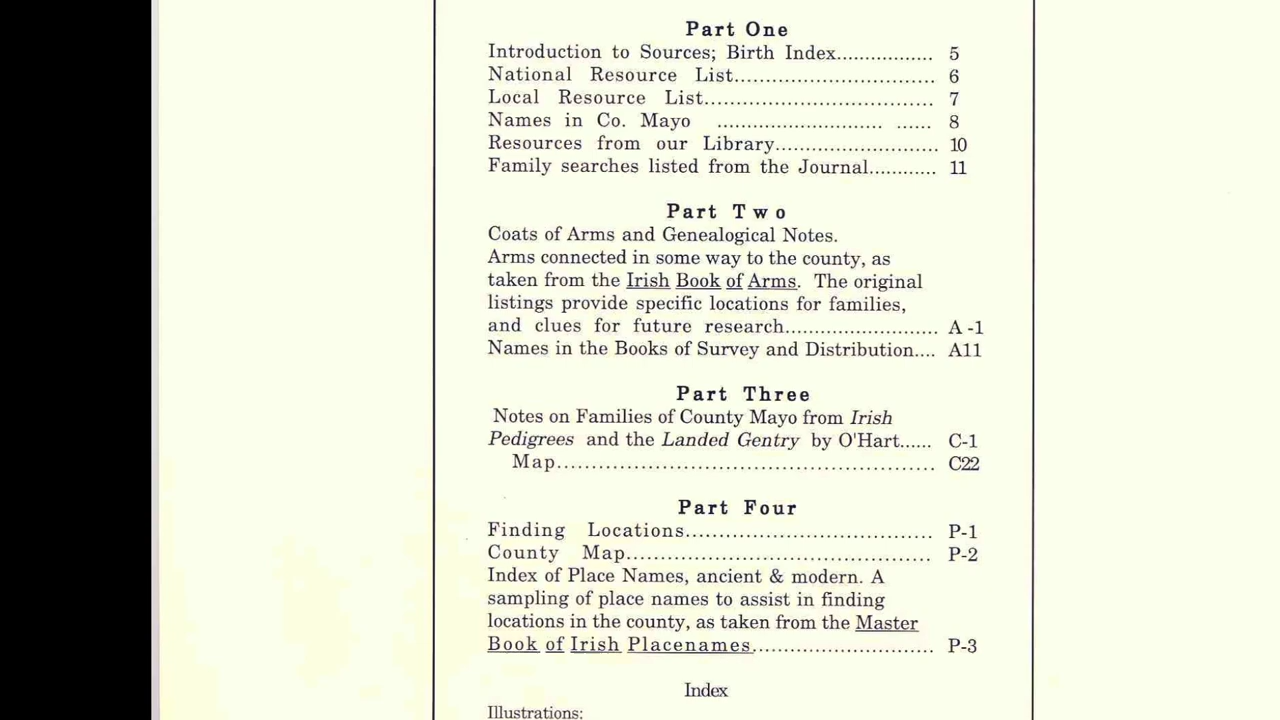 Part One
Introduction to Sources; Birth Index................ 5
National Resource List.................................. 6
Local Resource List....................................... 7
Names in Co. Mayo ............................ ...... 8
Resources from our Library............................ 10
Family searches listed from the Journal............ 11
Part Two
Coats of Arms and Genealogical Notes.
Arms connected in some way to the county, as
taken from the Irish Book of Arms. The original
listings provide specific locations for families,
and clues for future research.......................... A -1
Names in the Books of Survey and Distribution.... A11
Part Three
Notes on Families of County Mayo from Irish
Pedigrees and the Landed Gentry by O'Hart...... C-1
Map................................................................ C22
Part Four
Finding Locations.......................................... P-1
County Map.................................................... P-2
Index of Place Names, ancient & modern. A
sampling of place names to assist in finding
locations in the county, as taken from the Master
Book of Irish Placenames............................... P-3
Index
Illustrations: